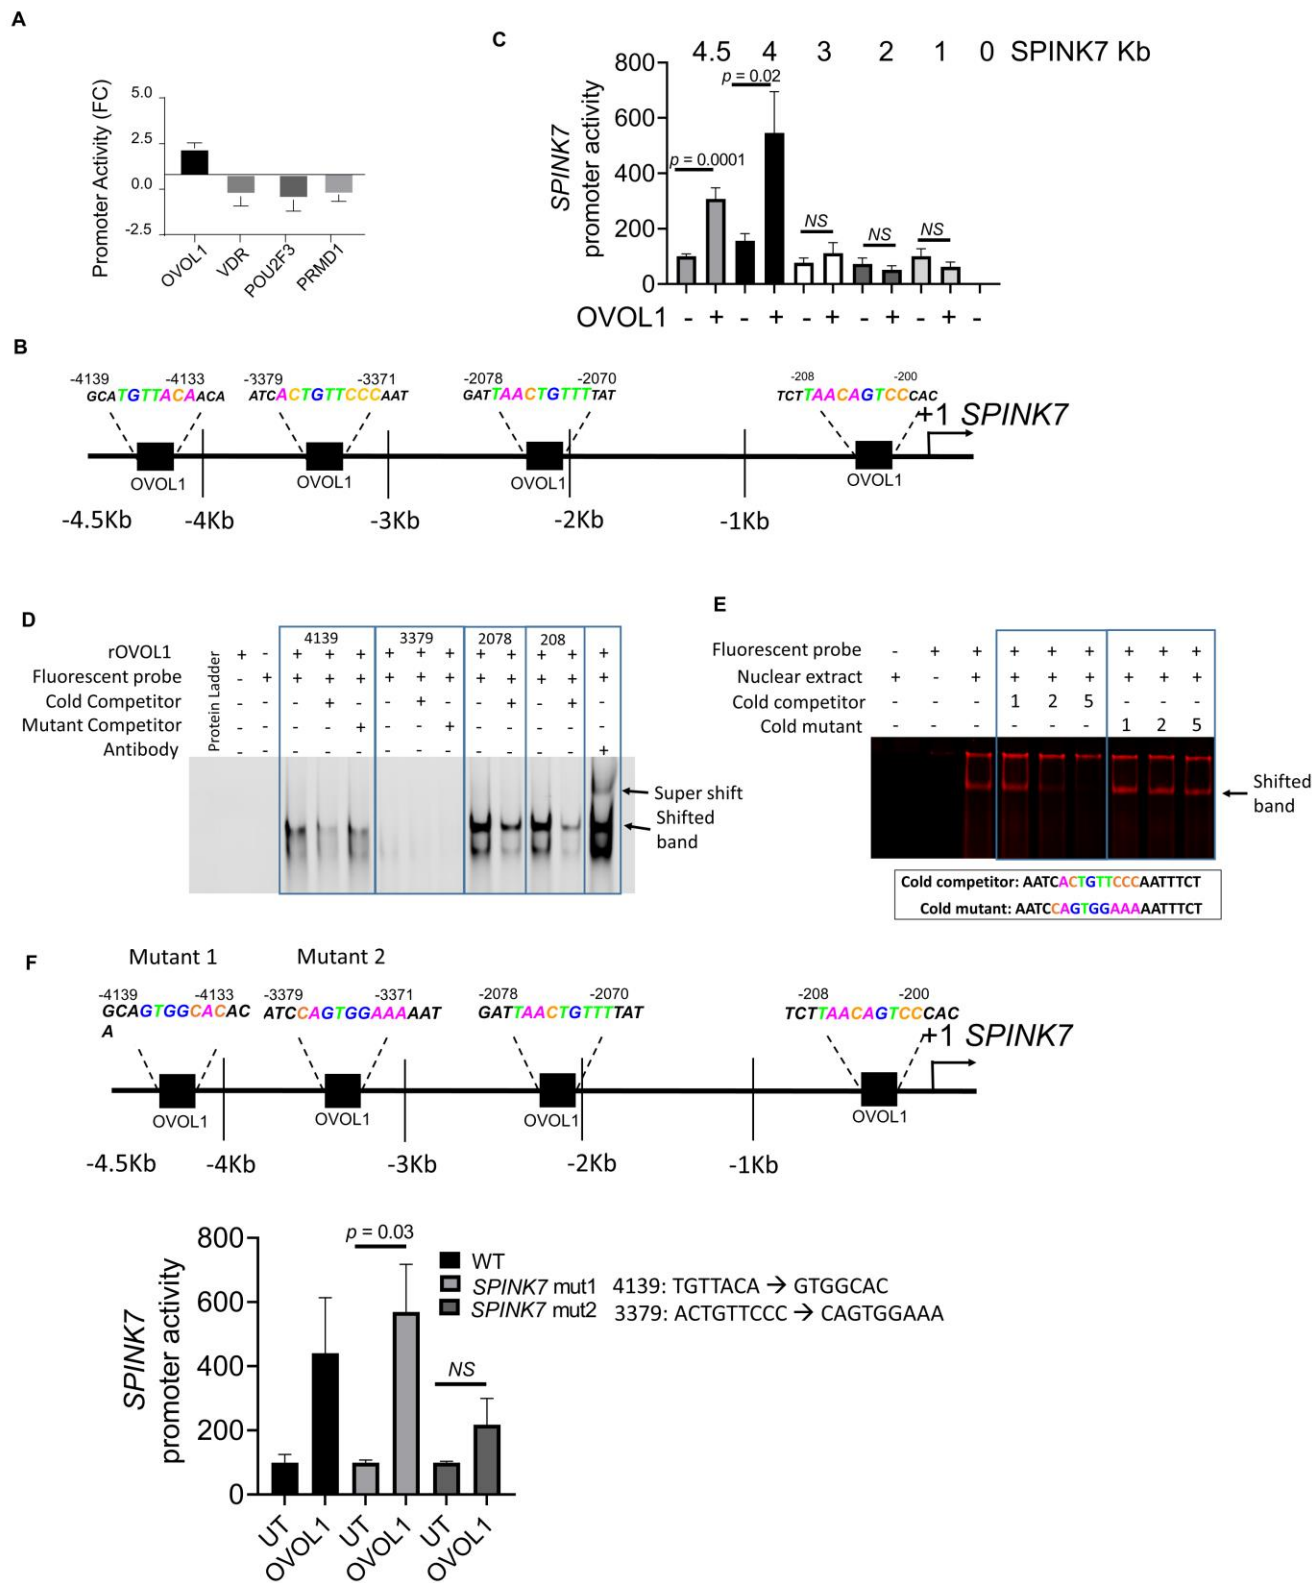 A
Promoter Activity (FC)
5.0
2.5
0.0
-2.5
OVOL1
VDR
POU2F3
PRMD1
C
4.5 4 3 2 1 0 SPINK7 Kb
SPINK7
promoter activity
800
600
400
200
0
p = 0.0001
p = 0.02
NS
NS
NS
OVOL1 - + - + - + - + - + -
B
-4139 -4133 -3379 -3371 -2078 -2070 -208 -200
GCATGTTACAACA ATCACTGTTCCCAAT GATTAACTGTTTTAT TCTTAACAGTCCCAC
+1 SPINK7
OVOL1 OVOL1 OVOL1 OVOL1
-4.5Kb -4Kb -3Kb -2Kb -1Kb
D
4139 3379 2078 208
rOVOL1 + - + + + + + + + + + + +
Fluorescent probe - + + + + + + + + + + + +
Cold Competitor - - - + - - + - - + - + -
Mutant Competitor - - - - + - - + - - - - -
Antibody - - - - - - - - - - - - +
Protein Ladder
Super shift
Shifted
band
E
Fluorescent probe - + + + + + + + +
Nuclear extract + - + + + + + + +
Cold competitor - - - 1 2 5 - - -
Cold mutant - - - - - - 1 2 5
Shifted
band
Cold competitor: AATCACTGTTCCCAATTTCT
Cold mutant: AATCCAGTGGAAAAATTTCT
F
Mutant 1 Mutant 2
-4139 -4133 -3379 -3371 -2078 -2070 -208 -200
GCAGTGGCACAC ATCCAGTGGAAAAAT GATTAACTGTTTTAT TCTTAACAGTCCCAC
A
+1 SPINK7
OVOL1 OVOL1 OVOL1 OVOL1
-4.5Kb -4Kb -3Kb -2Kb -1Kb
SPINK7
promoter activity
800
600
400
200
0
p = 0.03
NS
WT
SPINK7 mut1 4139: TGTTACA → GTGGCAC
SPINK7 mut2 3379: ACTGTTCCC → CAGTGGAAA
UT
OVOL1
UT
OVOL1
UT
OVOL1